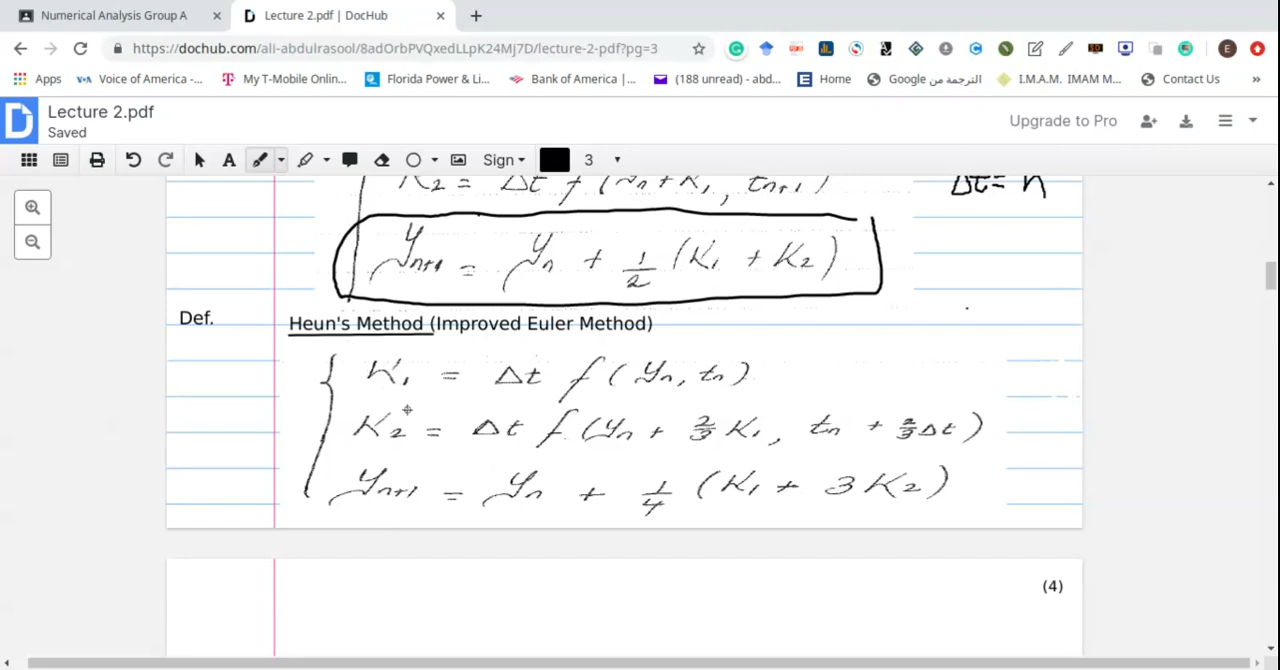 Numerical Analysis Group A
Lecture 2.pdf | DocHub
https://dochub.com/ali-abdulrasool/8adOrbPVQxedLLpK24Mj7D/lecture-2-pdf?pg=3
E
Apps
Voice of America -...
My T-Mobile Onlin...
Florida Power & Li...
Bank of America |...
(188 unread) - abd...
Home
الترجمة من Google
I.M.A.M. IMAM M...
Contact Us
»
Lecture 2.pdf
Saved
Upgrade to Pro
A
Sign
3
K₂ = Δt f (yn + K₁, tn+1)
Δt = h
yn+1 = yn + 1/2 (K₁ + K₂)
Def.
Heun's Method (Improved Euler Method)
K₁ = Δt f (yn, tn)
K₂ = Δt f (yn + 2/3 K₁, tn + 2/3 Δt)
yn+1 = yn + 1/4 (K₁ + 3 K₂)
(4)